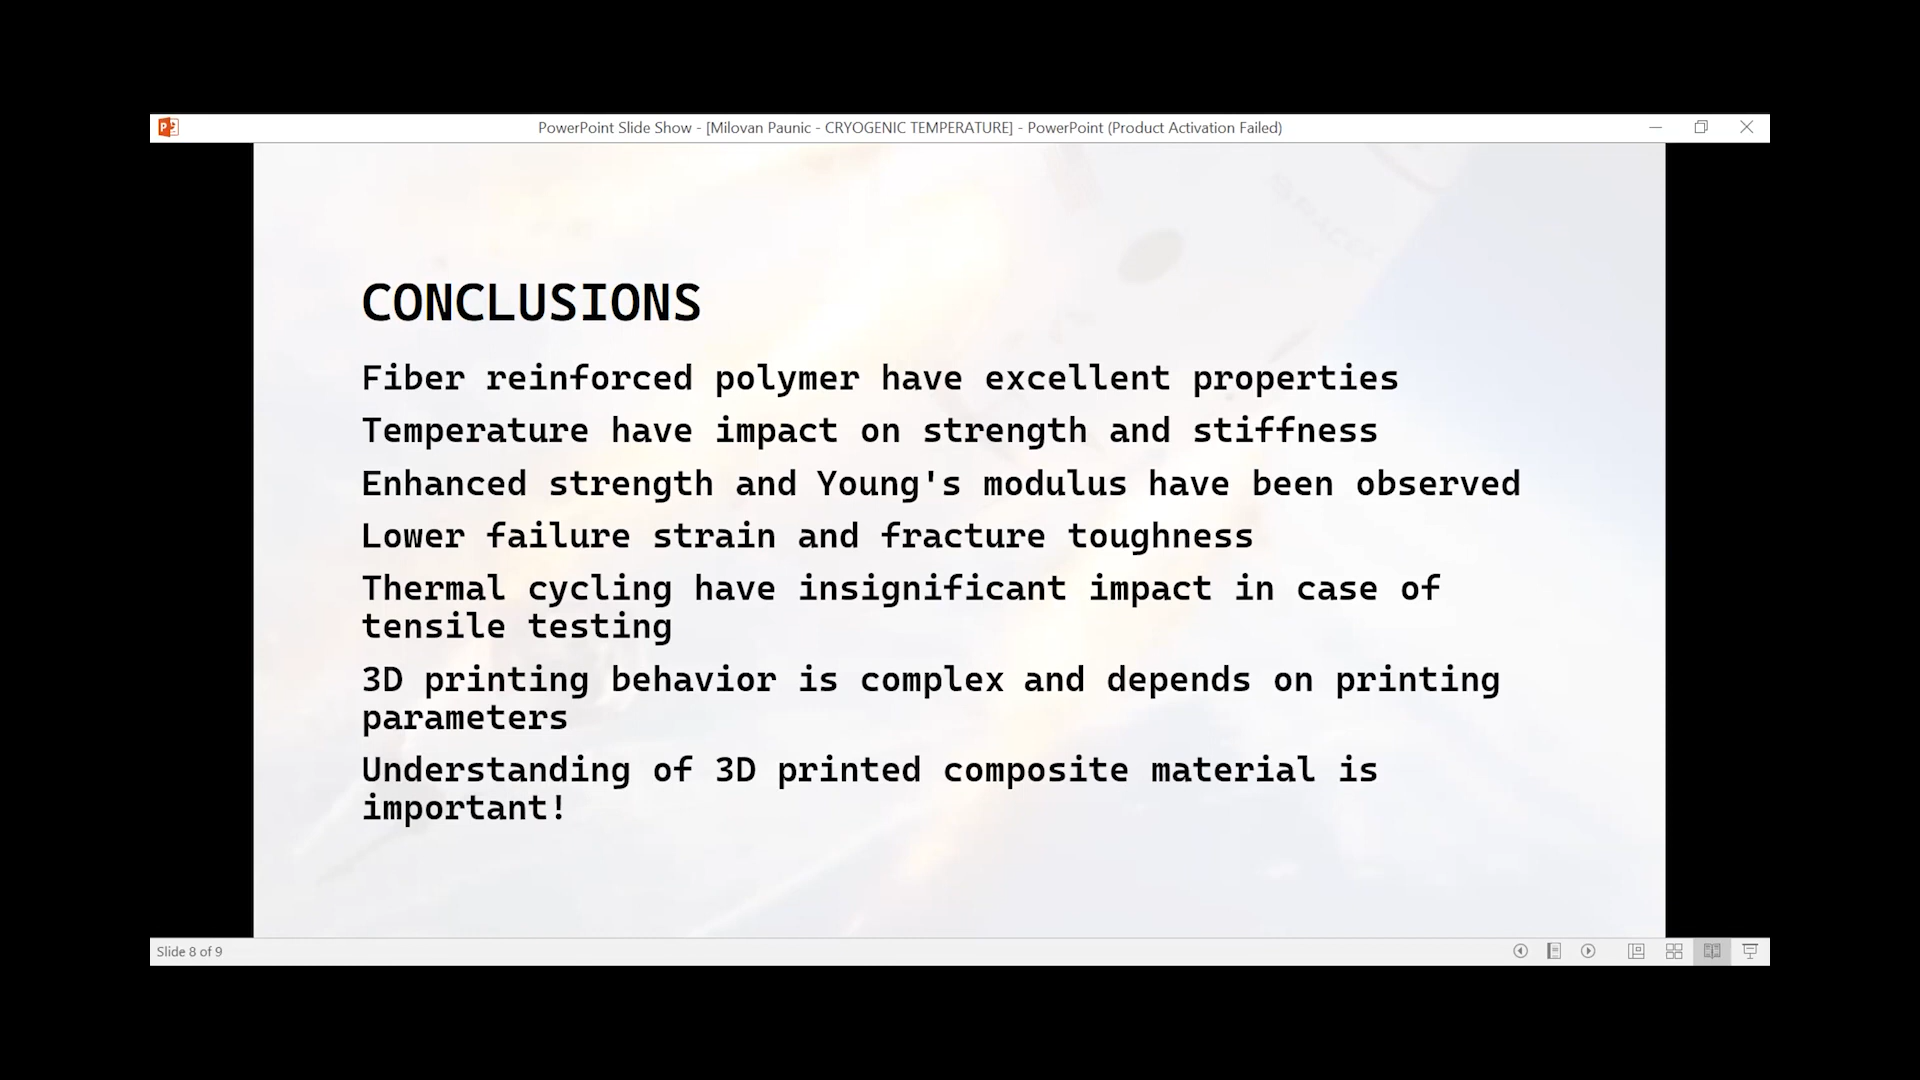 PowerPoint Slide Show - [Milovan Paunic - CRYOGENIC TEMPERATURE] - PowerPoint (Product Activation Failed)
CONCLUSIONS
Fiber reinforced polymer have excellent properties
Temperature have impact on strength and stiffness
Enhanced strength and Young's modulus have been observed
Lower failure strain and fracture toughness
Thermal cycling have insignificant impact in case of
tensile testing
3D printing behavior is complex and depends on printing
parameters
Understanding of 3D printed composite material is
important!
Slide 8 of 9